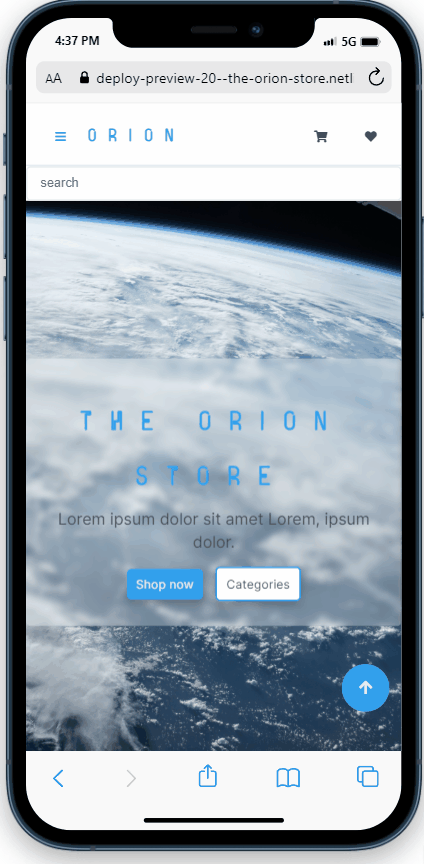 4:37 PM
5G
AA
deploy-preview-20--the-orion-store.netl
ORION
search
THE ORION
STORE
Lorem ipsum dolor sit amet Lorem, ipsum
dolor.
Shop now
Categories